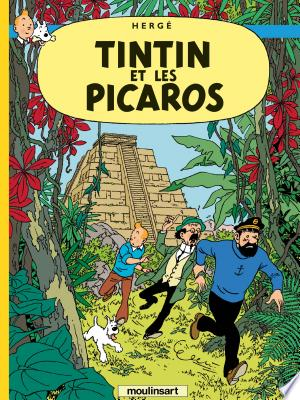 HERGÉ
TINTIN
ET LES
PICAROS
moulinsart